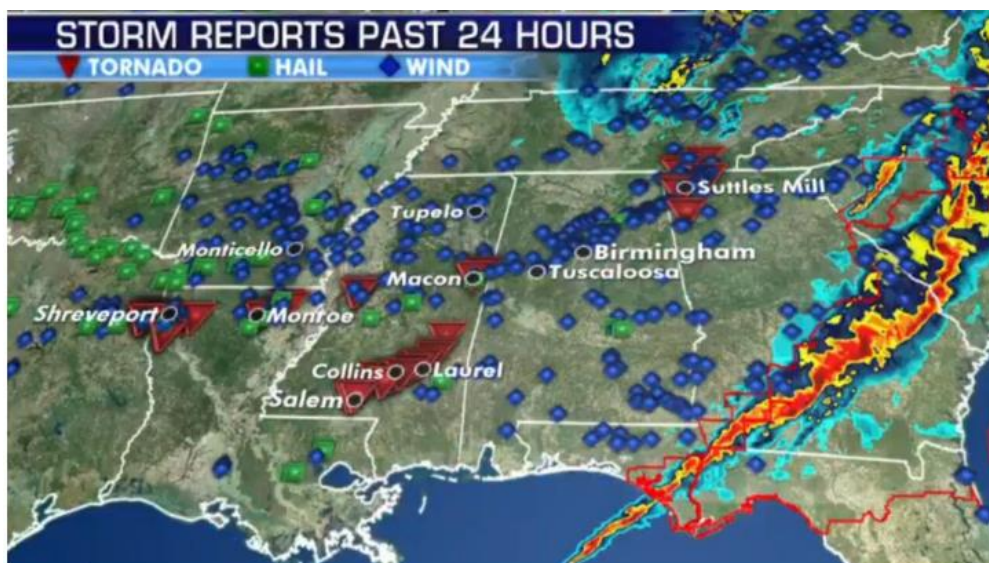 STORM REPORTS PAST 24 HOURS
TORNADO HAIL WIND
Suttles Mill
Tupelo
Monticello
Birmingham
Macon
Tuscaloosa
Shreveport
Monroe
Collins
Laurel
Salem